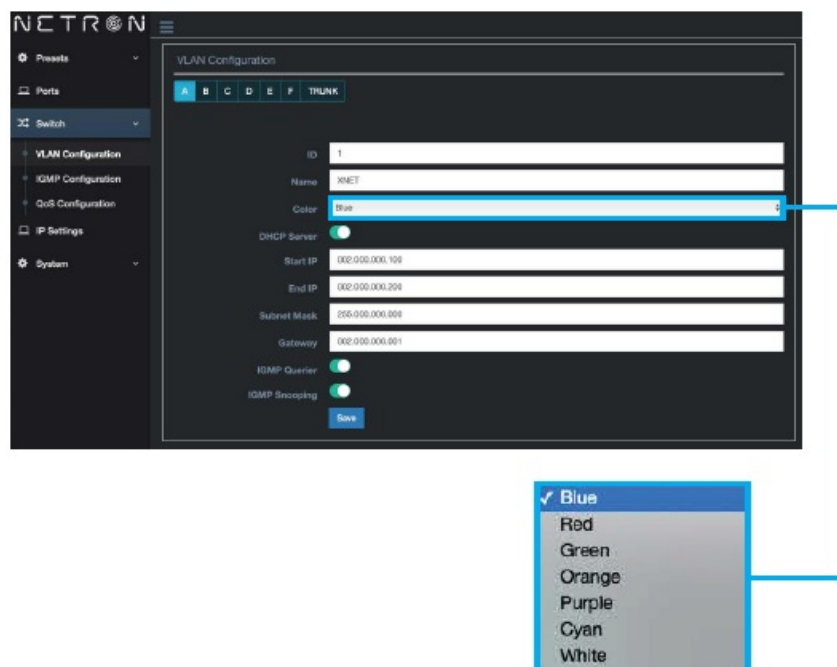 NETRON
Presets
Ports
Switch
VLAN Configuration
IGMP Configuration
QoS Configuration
IP Settings
System
VLAN Configuration
A B C D E F TRUNK
ID 1
Name XNET
Color Blue
DHCP Server
Start IP 002.000.000.100
End IP 002.000.000.200
Subnet Mask 255.000.000.000
Gateway 002.000.000.001
IGMP Querier
IGMP Snooping
Save
✓ Blue
Red
Green
Orange
Purple
Cyan
White